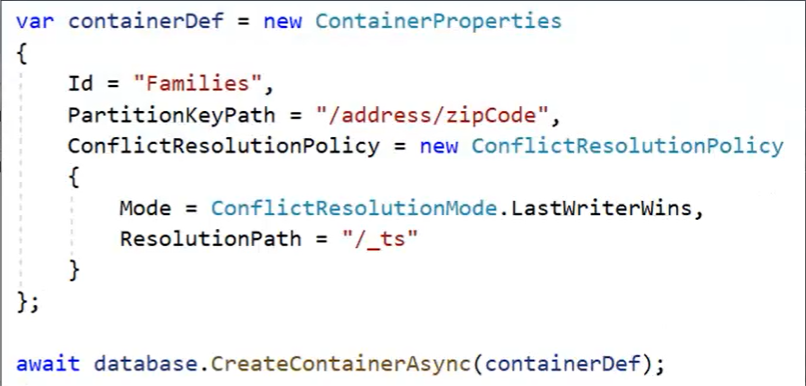 var containerDef = new ContainerProperties
{
    Id = "Families",
    PartitionKeyPath = "/address/zipCode",
    ConflictResolutionPolicy = new ConflictResolutionPolicy
    {
        Mode = ConflictResolutionMode.LastWriterWins,
        ResolutionPath = "/_ts"
    }
};

await database.CreateContainerAsync(containerDef);